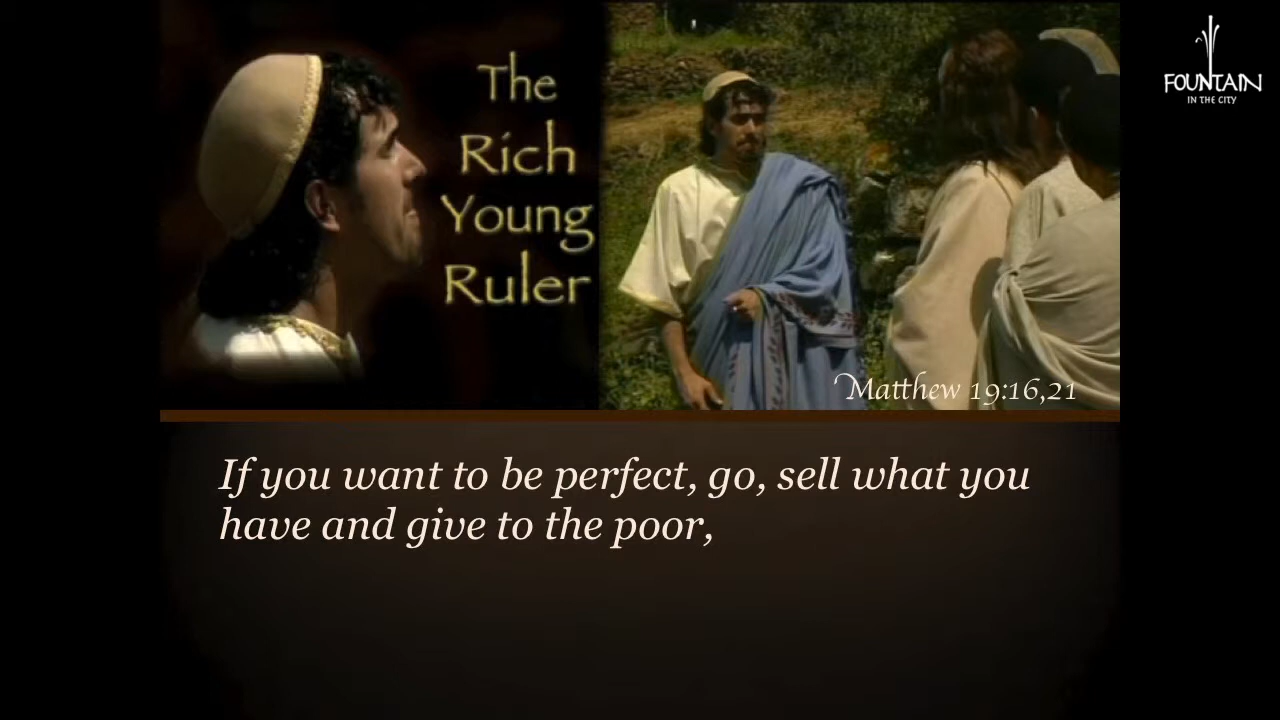 The
Rich
Young
Ruler
FOUNTAIN
IN THE CITY
Matthew 19:16,21
If you want to be perfect, go, sell what you
have and give to the poor,